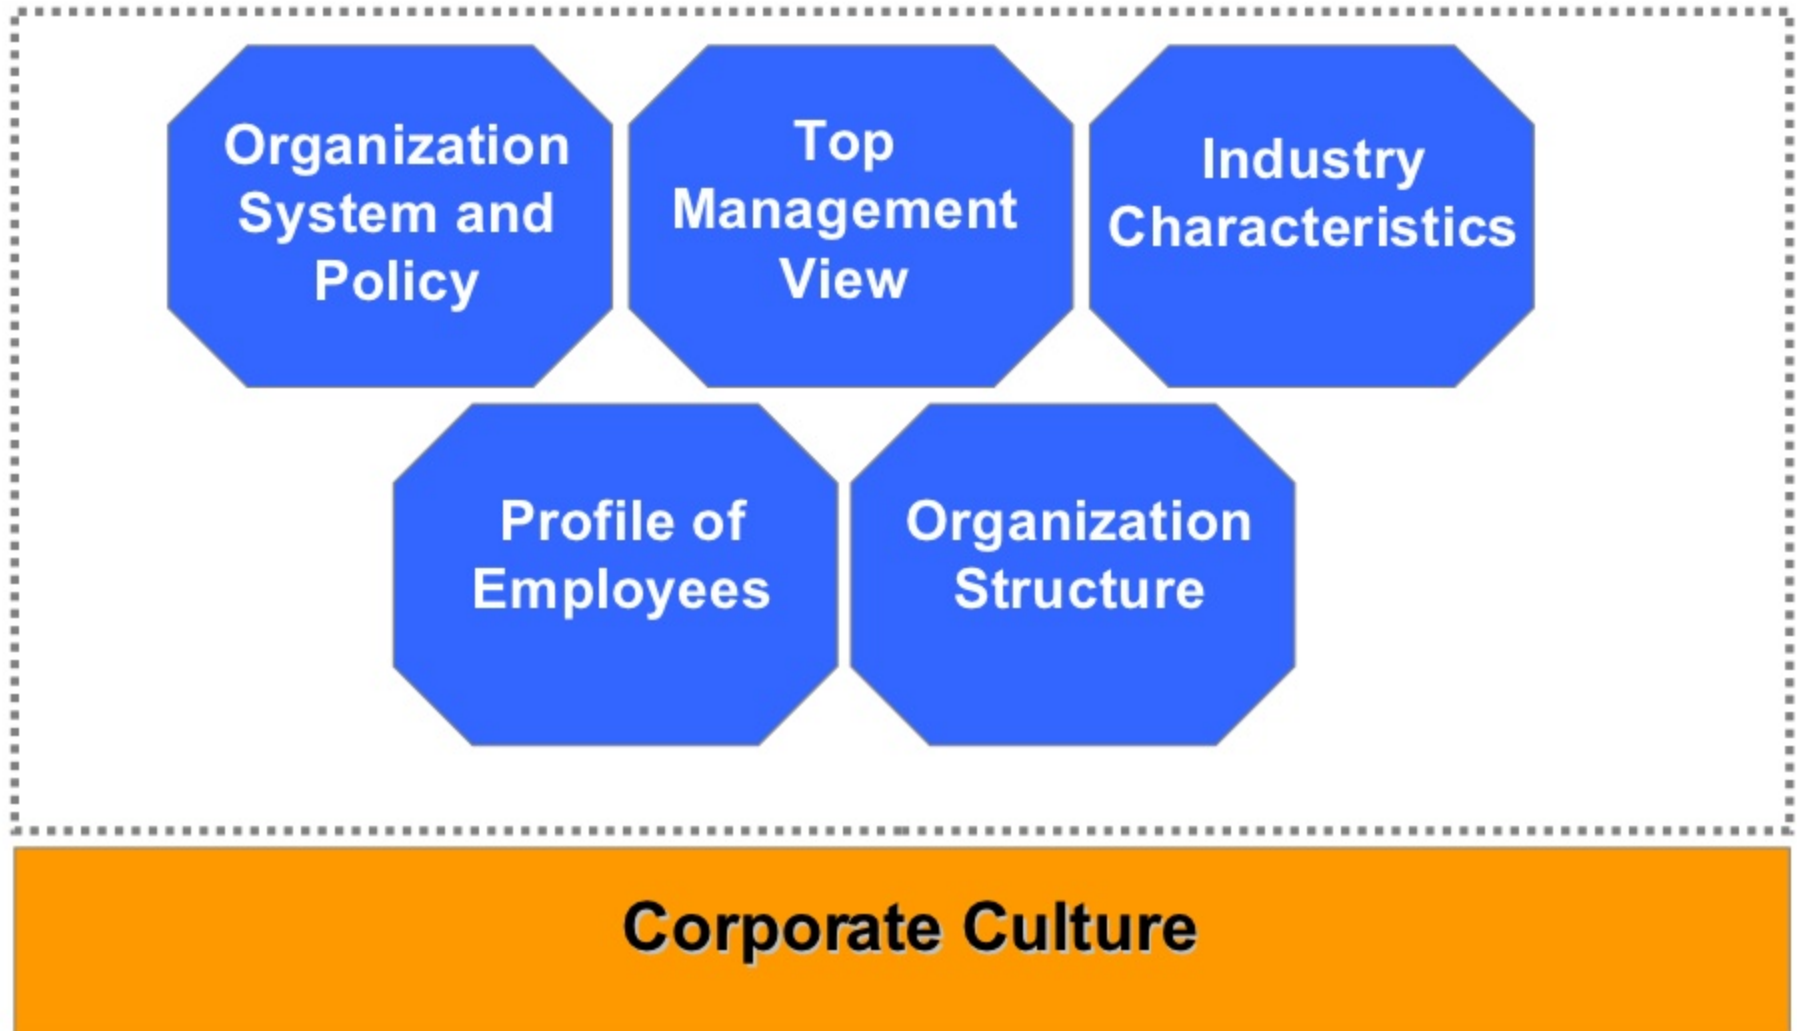 Organization
System and
Policy
Top
Management
View
Industry
Characteristics
Profile of
Employees
Organization
Structure
Corporate Culture